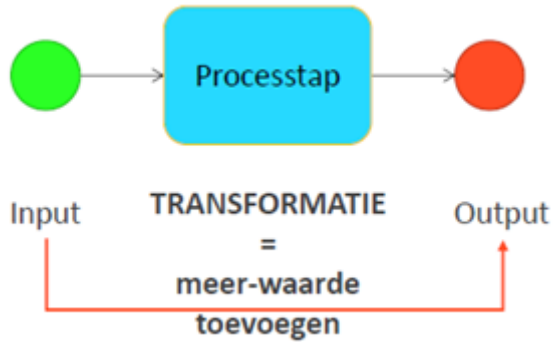 Processtap
Input
TRANSFORMATIE
=
meer-waarde
toevoegen
Output